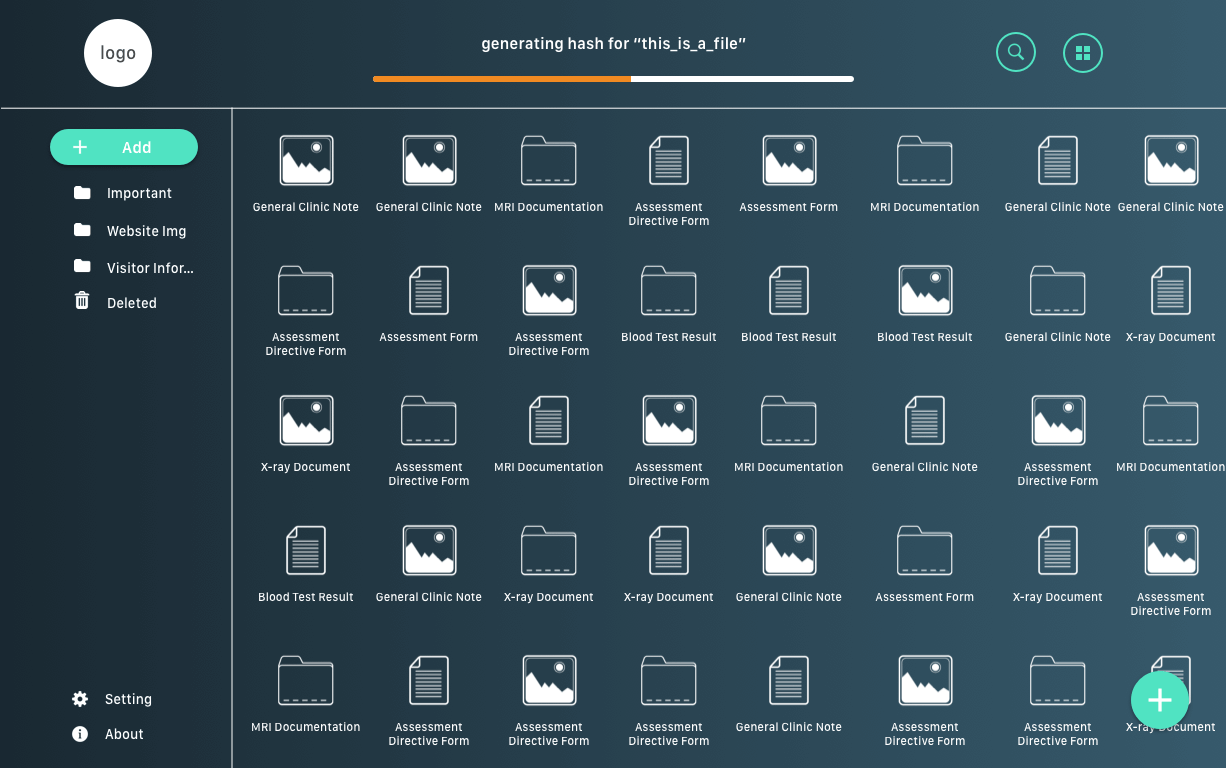 logo
generating hash for “this_is_a_file”
Add
Important
Website Img
Visitor Infor...
Deleted
Setting
About
General Clinic Note
General Clinic Note
MRI Documentation
Assessment
Directive Form
Assessment Form
MRI Documentation
General Clinic Note
General Clinic Note
Assessment
Directive Form
Assessment Form
Assessment
Directive Form
Blood Test Result
Blood Test Result
Blood Test Result
General Clinic Note
X-ray Document
X-ray Document
Assessment
Directive Form
MRI Documentation
Assessment
Directive Form
MRI Documentation
General Clinic Note
Assessment
Directive Form
MRI Documentation
Blood Test Result
General Clinic Note
X-ray Document
X-ray Document
General Clinic Note
Assessment Form
X-ray Document
Assessment
Directive Form
MRI Documentation
Assessment
Directive Form
Assessment
Directive Form
Assessment
Directive Form
General Clinic Note
Assessment
Directive Form
Assessment
Directive Form
X-ray Document